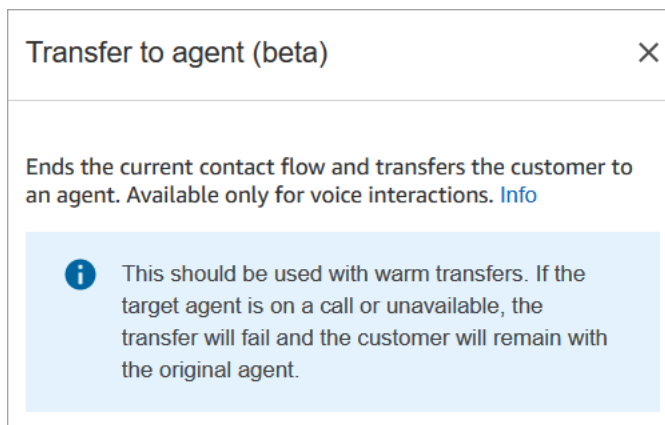 Transfer to agent (beta)
Ends the current contact flow and transfers the customer to
an agent. Available only for voice interactions. Info
This should be used with warm transfers. If the
target agent is on a call or unavailable, the
transfer will fail and the customer will remain with
the original agent.